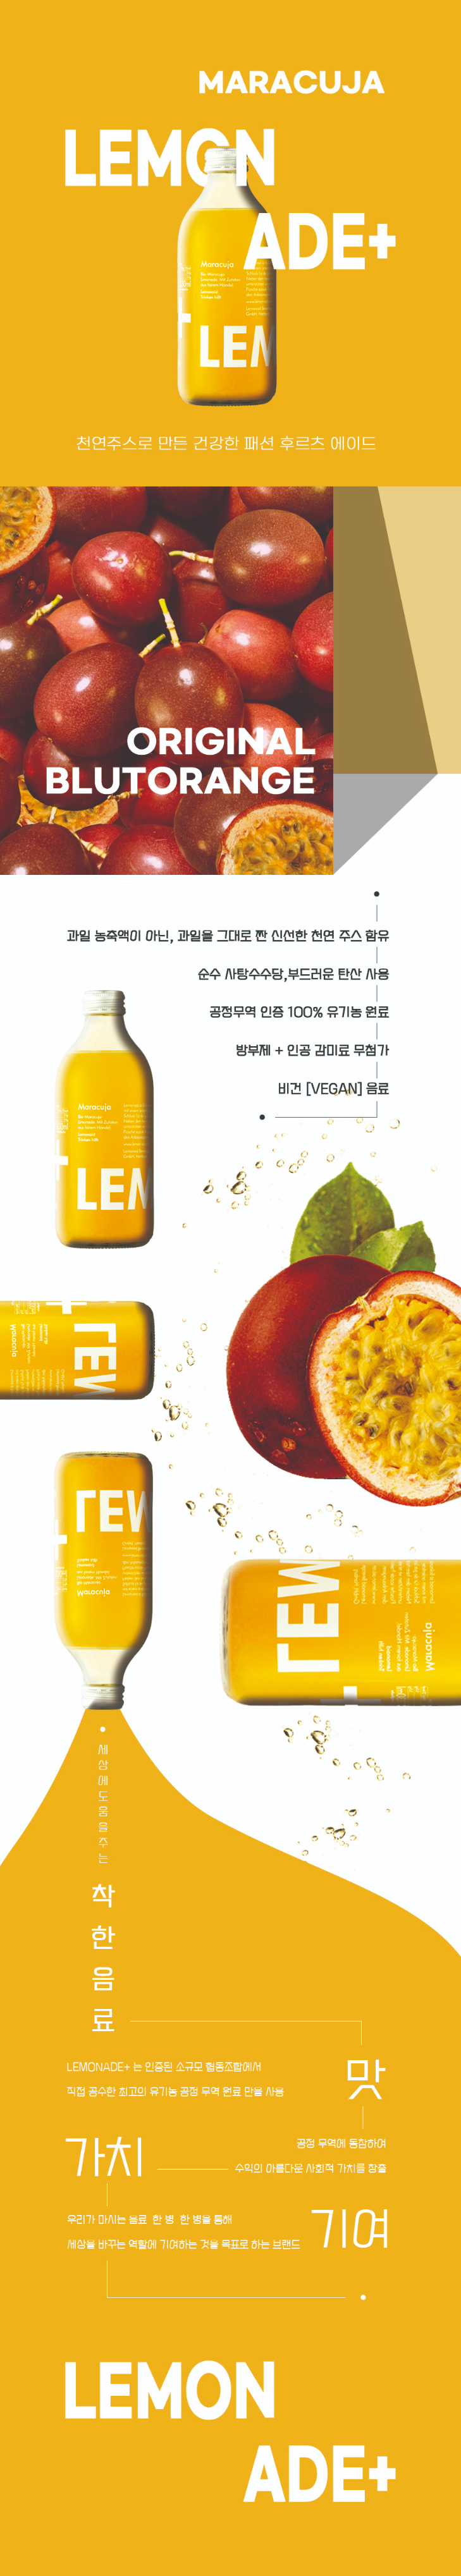 MARACUJA
LEMON
ADE+
Maracuja
LEM
천연주스로 만든 건강한 패션 후르츠 에이드
ORIGINAL
BLUTORANGE
과일 농축액이 아닌, 과일을 그대로 짠 신선한 천연 주스 함유
순수 사탕수수당,부드러운 탄산 사용
공정무역 인증 100% 유기농 원료
방부제 + 인공 감미료 무첨가
비건 [VEGAN] 음료
Maracuja
+ LEM
+ LEM
LEM
+
Maracuja
LEM
Maracuja
세상에도움을주는
착한음료
LEMONADE+ 는 인증된 소규모 협동조합에서
직접 공수한 최고의 유기농 공정 무역 원료 만을 사용
맛
공정 무역에 동참하여
수익의 아름다운 사회적 가치를 창출
가치
우리가 마시는 음료 한 병 한 병을 통해
세상을 바꾸는 역할에 기여하는 것을 목표로 하는 브랜드
기여
LEMON
ADE+